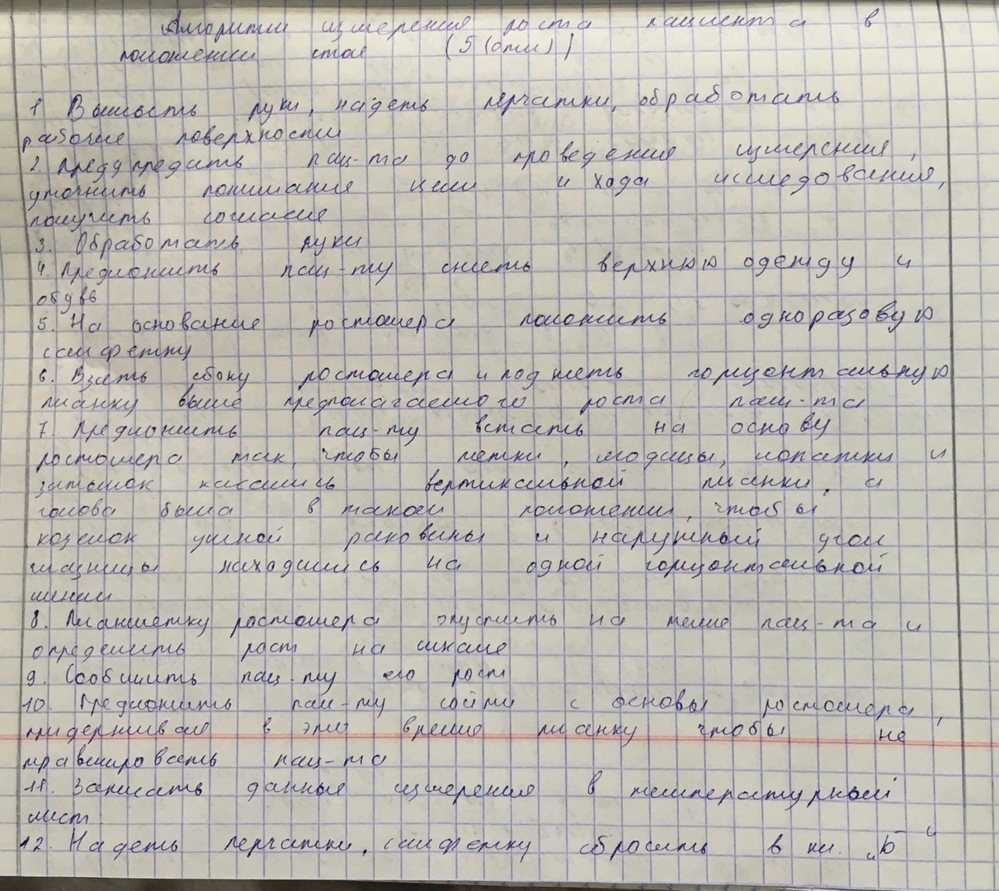 Алгоритм измерения роста пациента в
положении стоя (5
1 Вымыть руки, надеть перчатки, обработать
рабочие поверхности
2. Предупредить пац-та до проведения измерения,
уточнить понимание цели и хода исследования,
получить согласие
3. Обработать руки
4. Предложить пац-ту снять верхнюю одежду и
обувь
5. На основание ростомера положить одноразовую
салфетку
6. Встать сбоку ростомера и поднять горизонтальную
планку выше предполагаемого роста пац-та
7. Предложить пац-ту встать на основу
ростомера так, чтобы пятки, ягодицы, лопатки и
затылок касались вертикальной планки, а
голова была в таком положении, чтобы
козелок ушной раковины и наружный угол
глазницы находились на одной горизонтальной
линии
8. Планшетку ростомера опустить на темя пац-та и
определить рост на шкале
9. Сообщить пац-ту его рост
10. Предложить пац-ту сойти с основы ростомера,
придерживая в это время планку чтобы не
травмировать пац-та
11. Записать данные измерения в температурный
лист
12. Надеть перчатки, салфетку сбросить в кл. „Б"